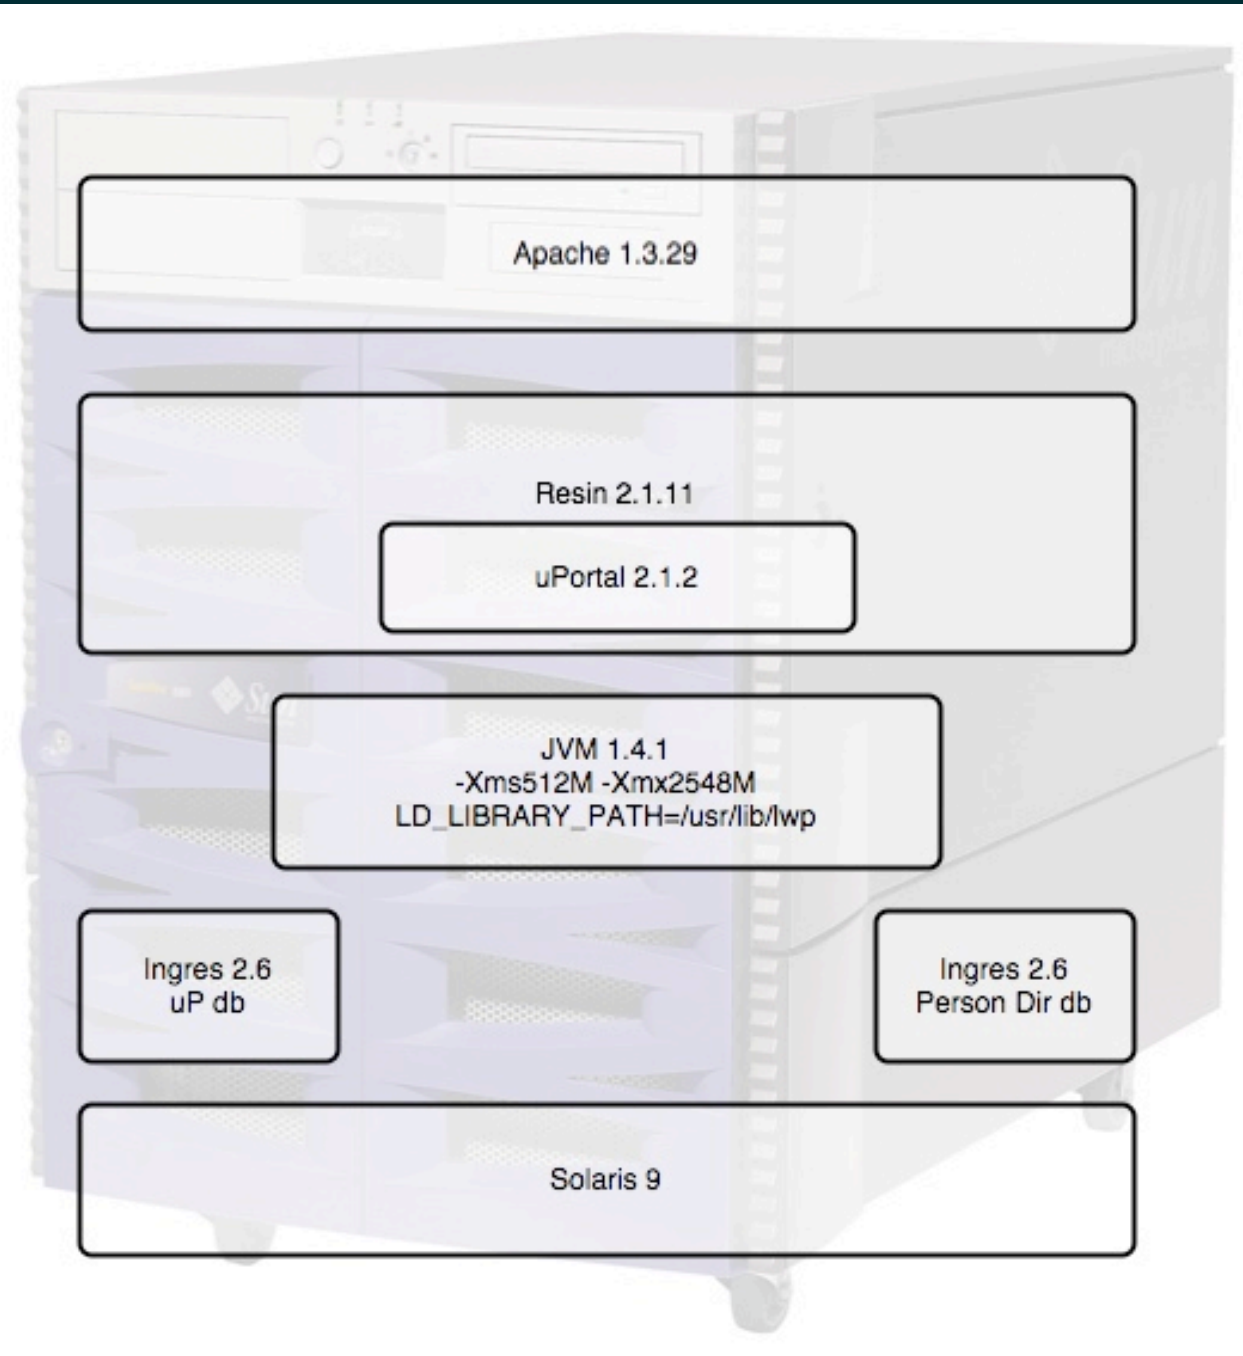 Apache 1.3.29
Resin 2.1.11
uPortal 2.1.2
Sun
JVM 1.4.1
-Xms512M -Xmx2548M
LD_LIBRARY_PATH=/usr/lib/lwp
Ingres 2.6
uP db
Ingres 2.6
Person Dir db
Solaris 9